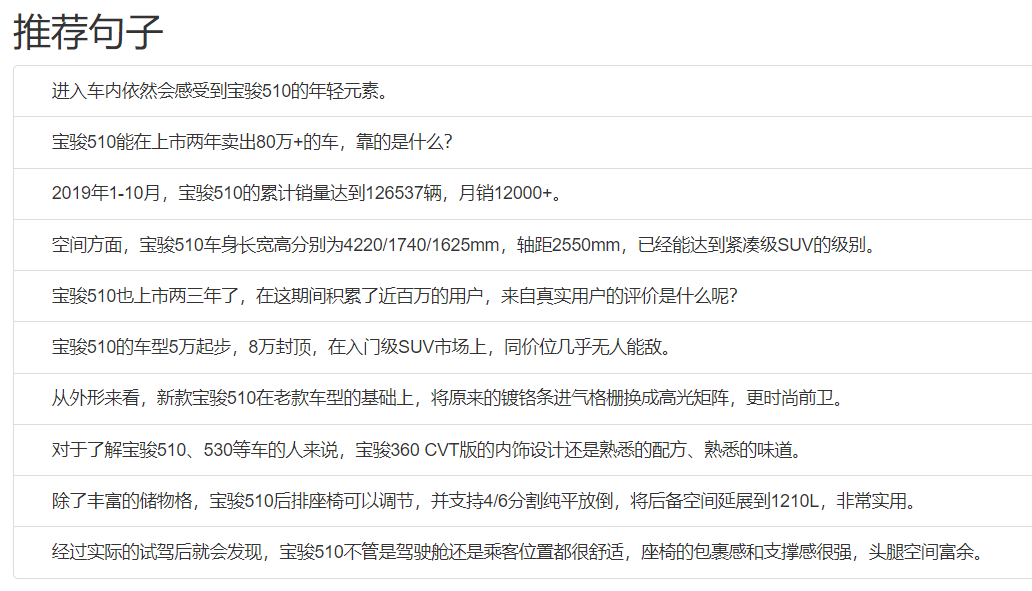 推荐句子
进入车内依然会感受到宝骏510的年轻元素。
宝骏510能在上市两年卖出80万+的车，靠的是什么？
2019年1-10月，宝骏510的累计销量达到126537辆，月销12000+。
空间方面，宝骏510车身长宽高分别为4220/1740/1625mm，轴距2550mm，已经能达到紧凑级SUV的级别。
宝骏510也上市两三年了，在这期间积累了近百万的用户，来自真实用户的评价是什么呢？
宝骏510的车型5万起步，8万封顶，在入门级SUV市场上，同价位几乎无人能敌。
从外形来看，新款宝骏510在老款车型的基础上，将原来的镀铬条进气格栅换成高光矩阵，更时尚前卫。
对于了解宝骏510、530等车的人来说，宝骏360 CVT版的内饰设计还是熟悉的配方、熟悉的味道。
除了丰富的储物格，宝骏510后排座椅可以调节，并支持4/6分割纯平放倒，将后备空间延展到1210L，非常实用。
经过实际的试驾后就会发现，宝骏510不管是驾驶舱还是乘客位置都很舒适，座椅的包裹感和支撑感很强，头腿空间富余。